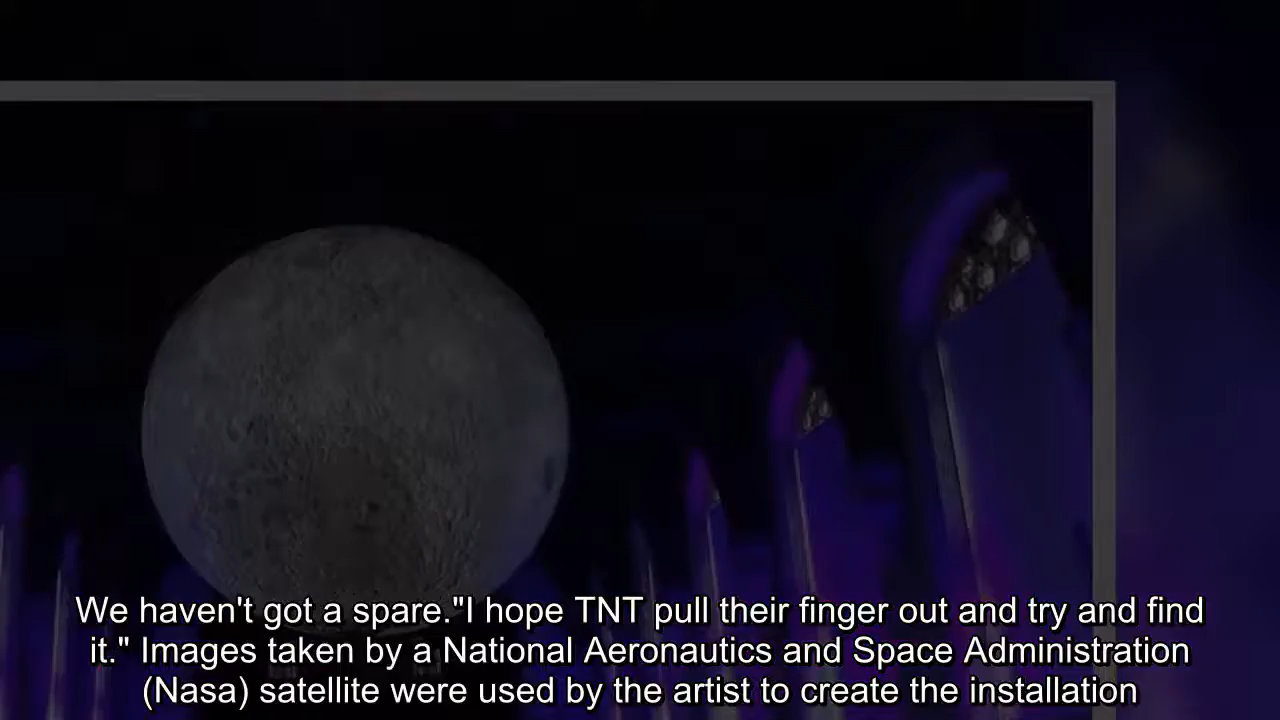 We haven't got a spare."I hope TNT pull their finger out and try and find
it." Images taken by a National Aeronautics and Space Administration
(Nasa) satellite were used by the artist to create the installation